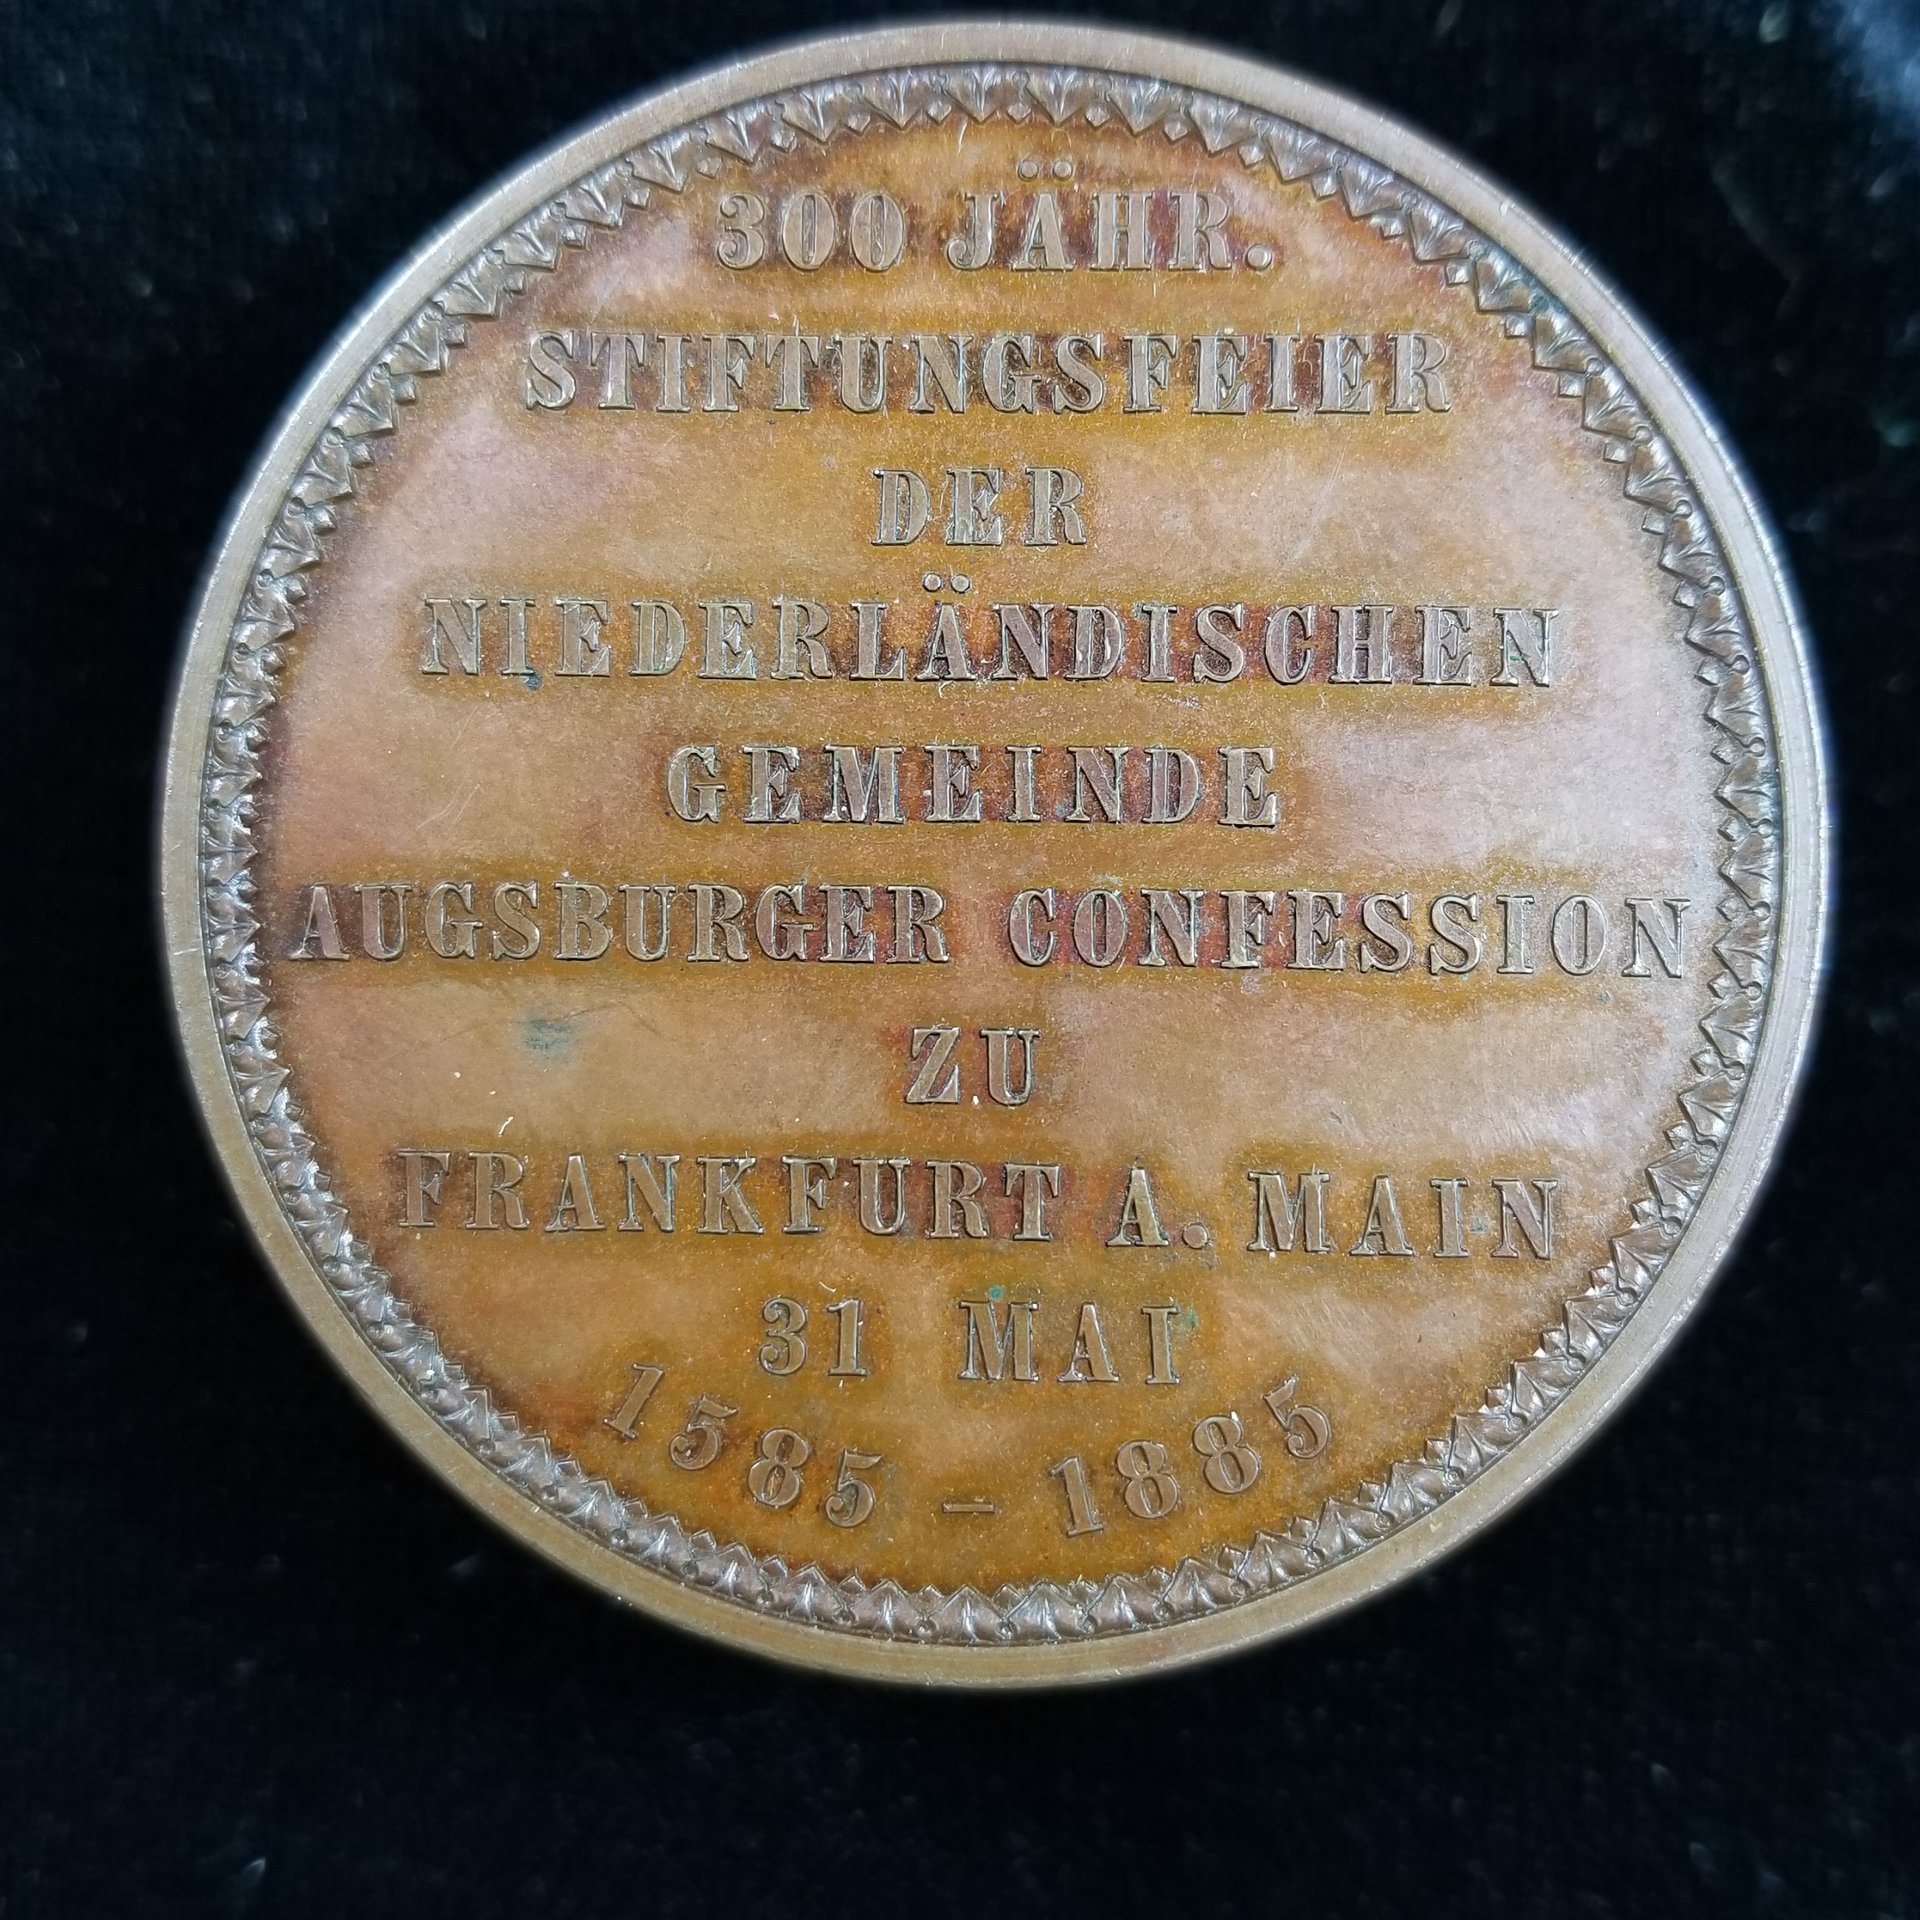 300 JÄHR.
STIFTUNGSFEIER
DER
NIEDERLÄNDISCHEN
GEMEINDE
AUGSBURGER CONFESSION
ZU
FRANKFURT A. MAIN
31 MAI
1585 – 1885